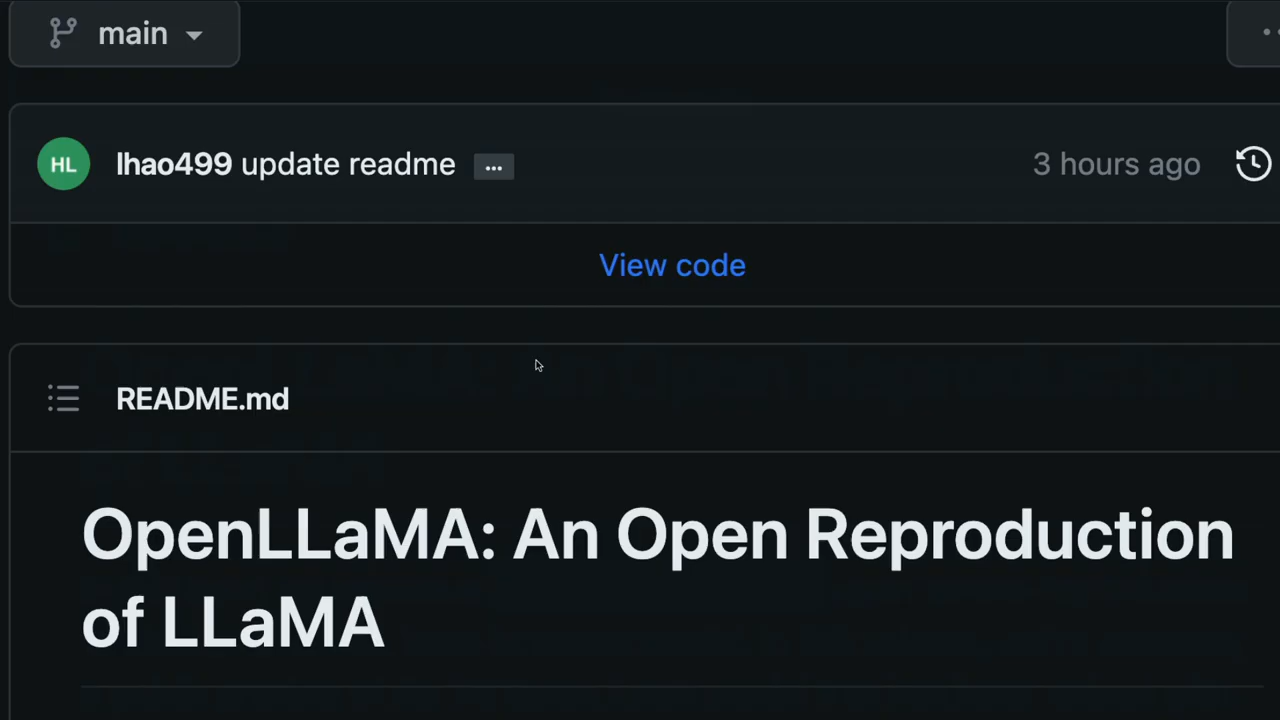 main
HL lhao499 update readme ... 3 hours ago
View code
README.md
OpenLLaMA: An Open Reproduction
of LLaMA